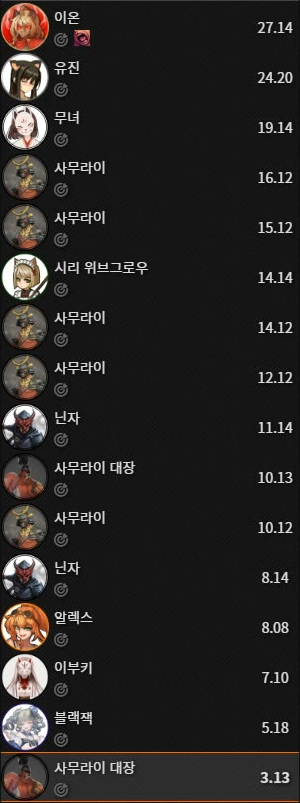 이온
27.14
유진
24.20
무녀
19.14
사무라이
16.12
사무라이
15.12
시리 위브그로우
14.14
사무라이
14.12
사무라이
12.12
닌자
11.14
사무라이 대장
10.13
사무라이
10.12
닌자
8.14
알렉스
8.08
이부키
7.10
블랙잭
5.18
사무라이 대장
3.13